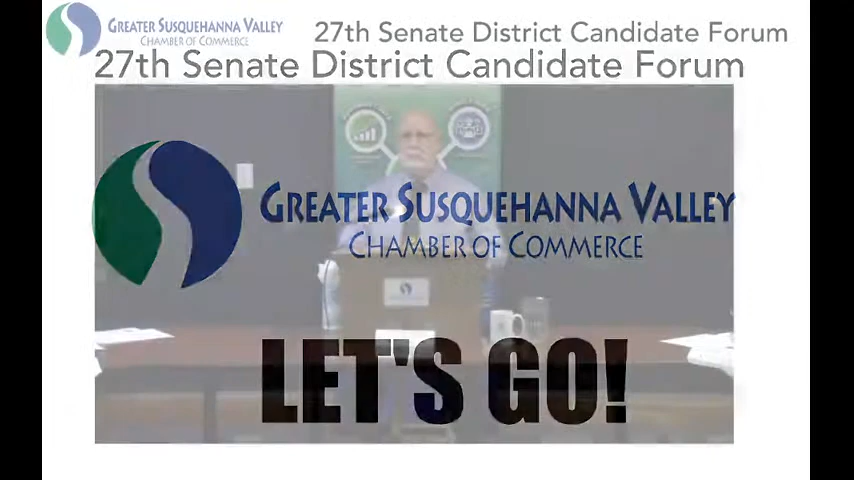 GREATER SUSQUEHANNA VALLEY
CHAMBER OF COMMERCE
27th Senate District Candidate Forum
27th Senate District Candidate Forum
GREATER SUSQUEHANNA VALLEY
CHAMBER OF COMMERCE
LET'S GO!